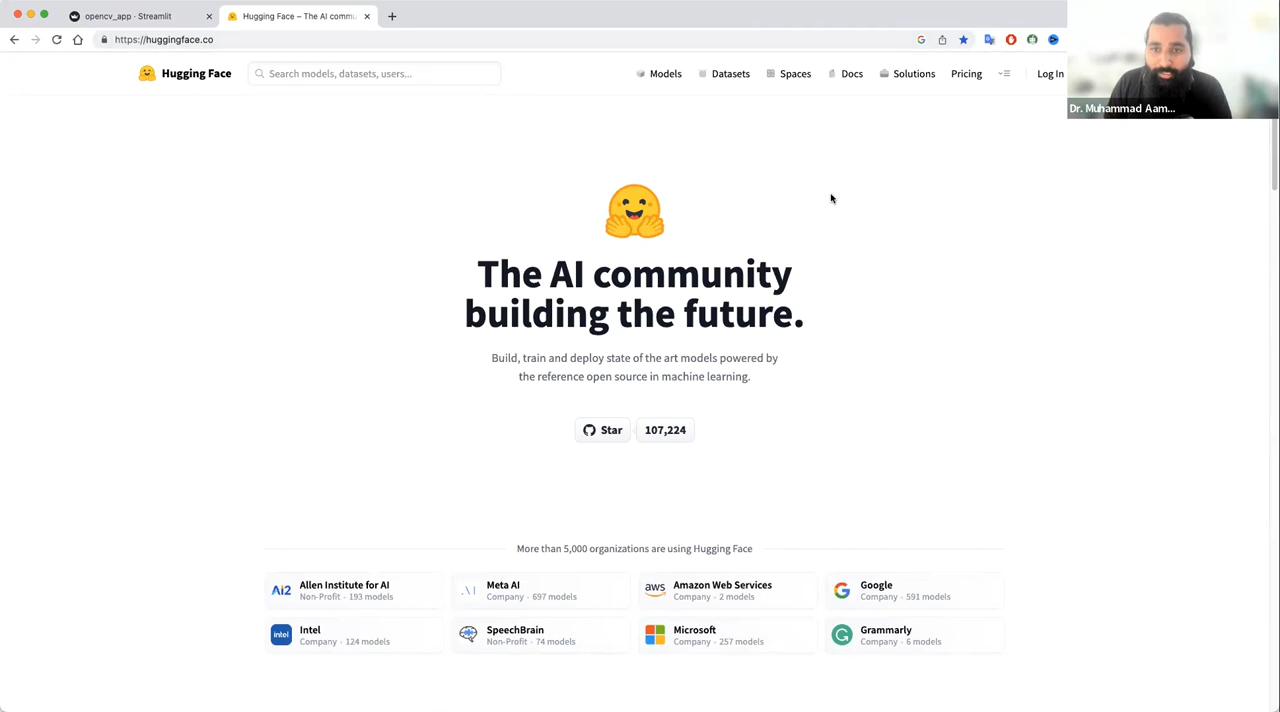 opencv_app · Streamlit
Hugging Face – The AI commu
https://huggingface.co
Hugging Face
Search models, datasets, users...
Models
Datasets
Spaces
Docs
Solutions
Pricing
Log In
Dr. Muhammad Aam...
The AI community
building the future.
Build, train and deploy state of the art models powered by
the reference open source in machine learning.
Star
107,224
More than 5,000 organizations are using Hugging Face
Ai2
Allen Institute for AI
Non-Profit · 193 models
Meta AI
Company · 697 models
aws
Amazon Web Services
Company · 2 models
Google
Company · 591 models
intel
Intel
Company · 124 models
SpeechBrain
Non-Profit · 74 models
Microsoft
Company · 257 models
Grammarly
Company · 6 models